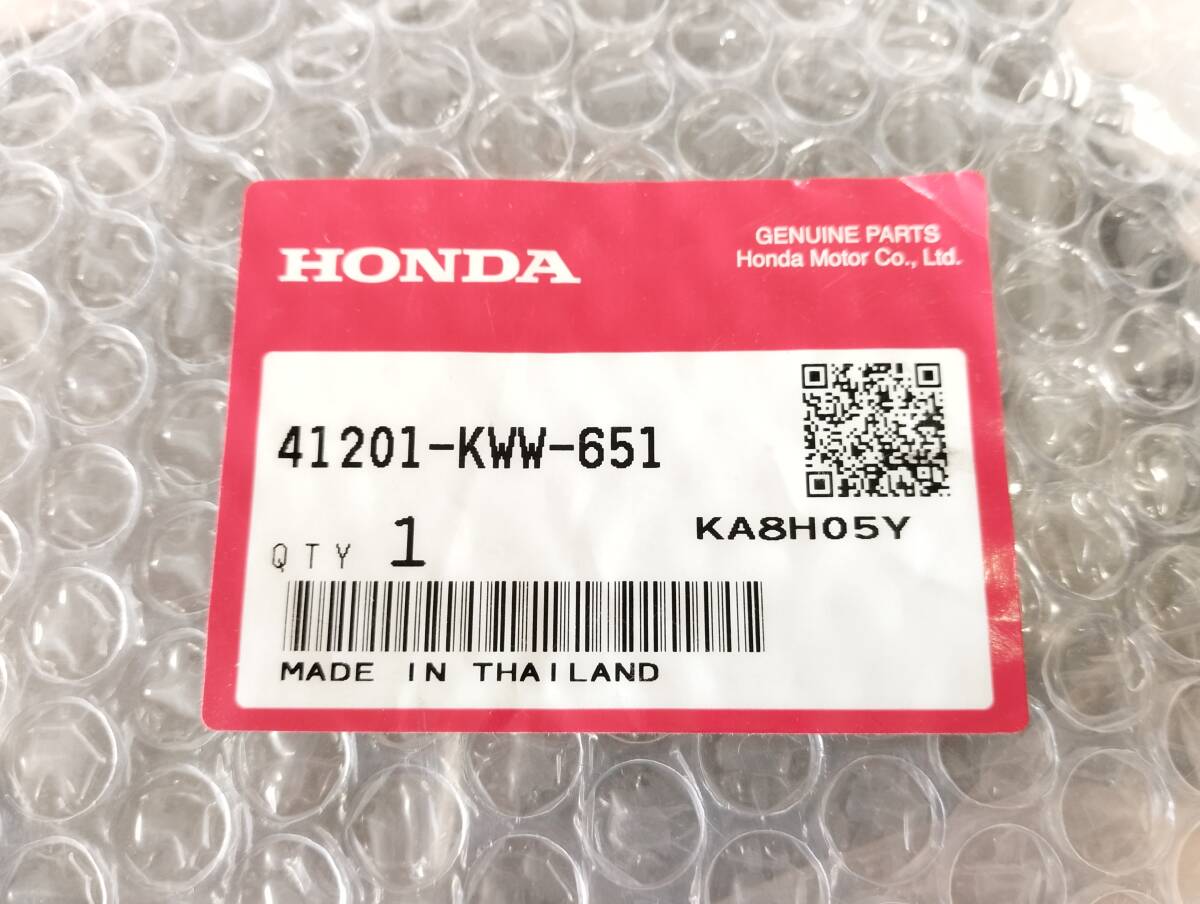 HONDA
GENUINE PARTS
Honda Motor Co., Ltd.
41201-KWW-651
KA8H05Y
QTY 1
MADE IN THAILAND